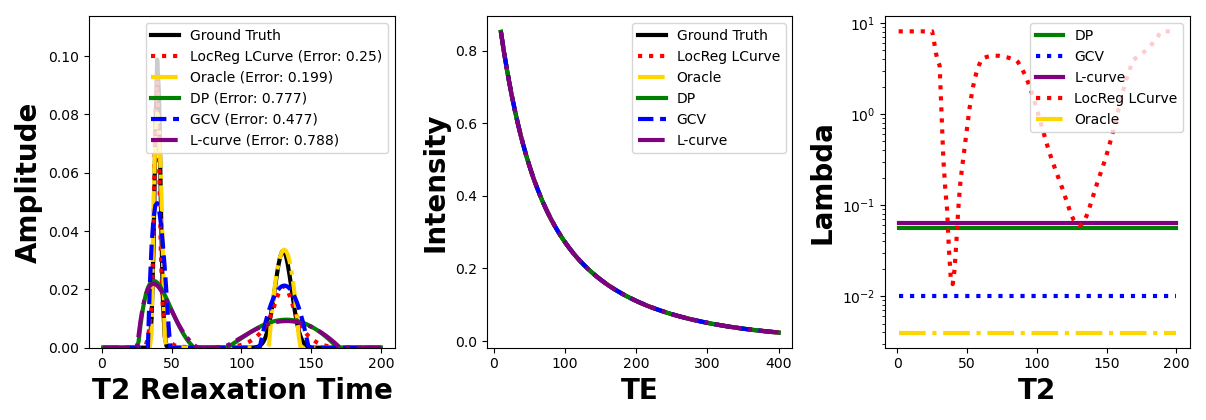 Amplitude
0.10
0.08
0.06
0.04
0.02
0.00
Ground Truth
LocReg LCurve (Error: 0.25)
Oracle (Error: 0.199)
DP (Error: 0.777)
GCV (Error: 0.477)
L-curve (Error: 0.788)
0 50 100 150 200
T2 Relaxation Time
Intensity
0.8
0.6
0.4
0.2
0.0
Ground Truth
LocReg LCurve
Oracle
DP
GCV
L-curve
0 100 200 300 400
TE
Lambda
10¹
10⁰
10⁻¹
10⁻²
DP
GCV
L-curve
LocReg LCurve
Oracle
0 50 100 150 200
T2